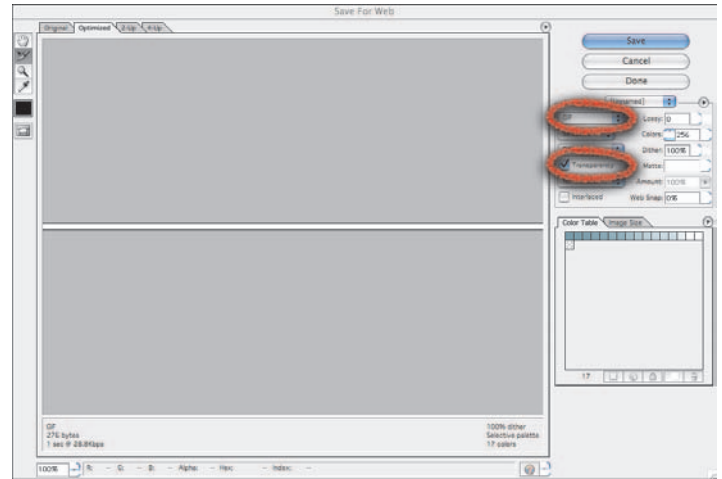 Save For Web
Original Optimized 2-Up 4-Up
Save
Cancel
Done
[Unnamed]
GIF Lossy: 0
Colors: 256
Dither: 100%
Transparency Matte:
Amount: 100%
Interlaced Web Snap: 0%
Color Table Image Size
17
GIF
276 bytes
1 sec @ 28.8Kbps
100% dither
Selective palette
17 colors
100% R: -- G: -- B: -- Alpha: -- Hex: -- Index: --